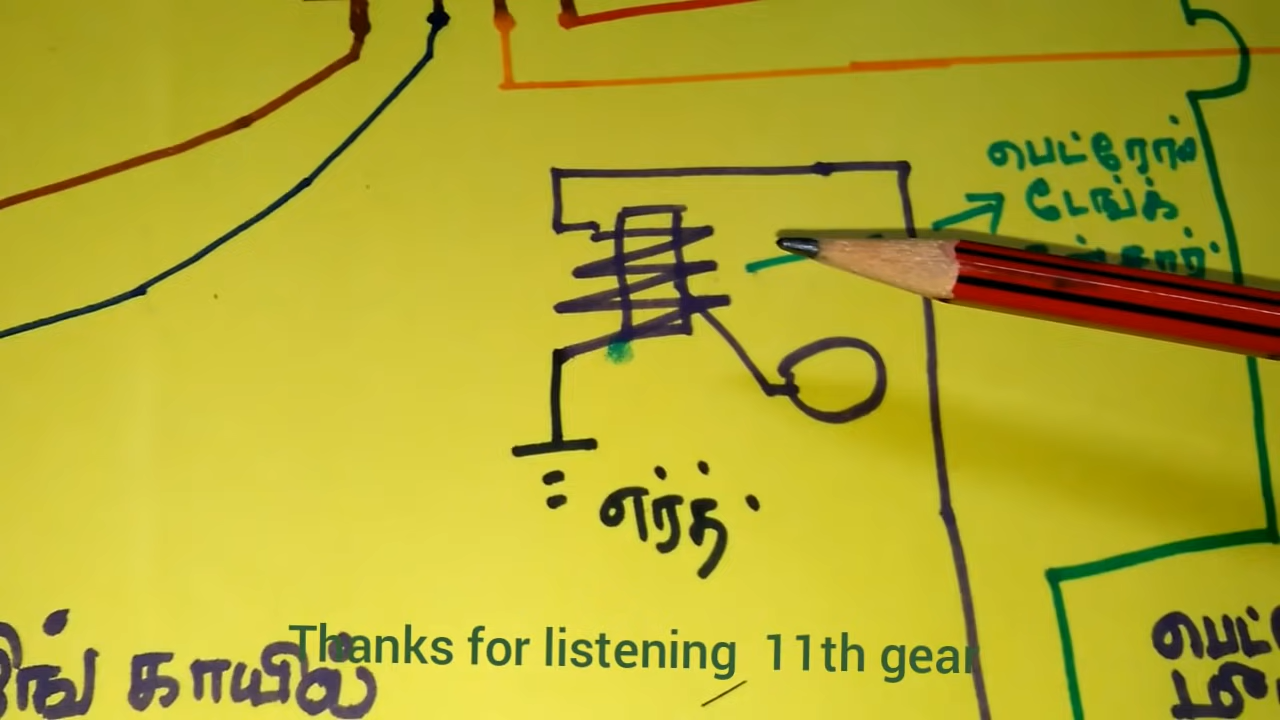 பெட்ரோல்
டேங்க்
எர்த்
Thanks for listening 11th gear
காயில்